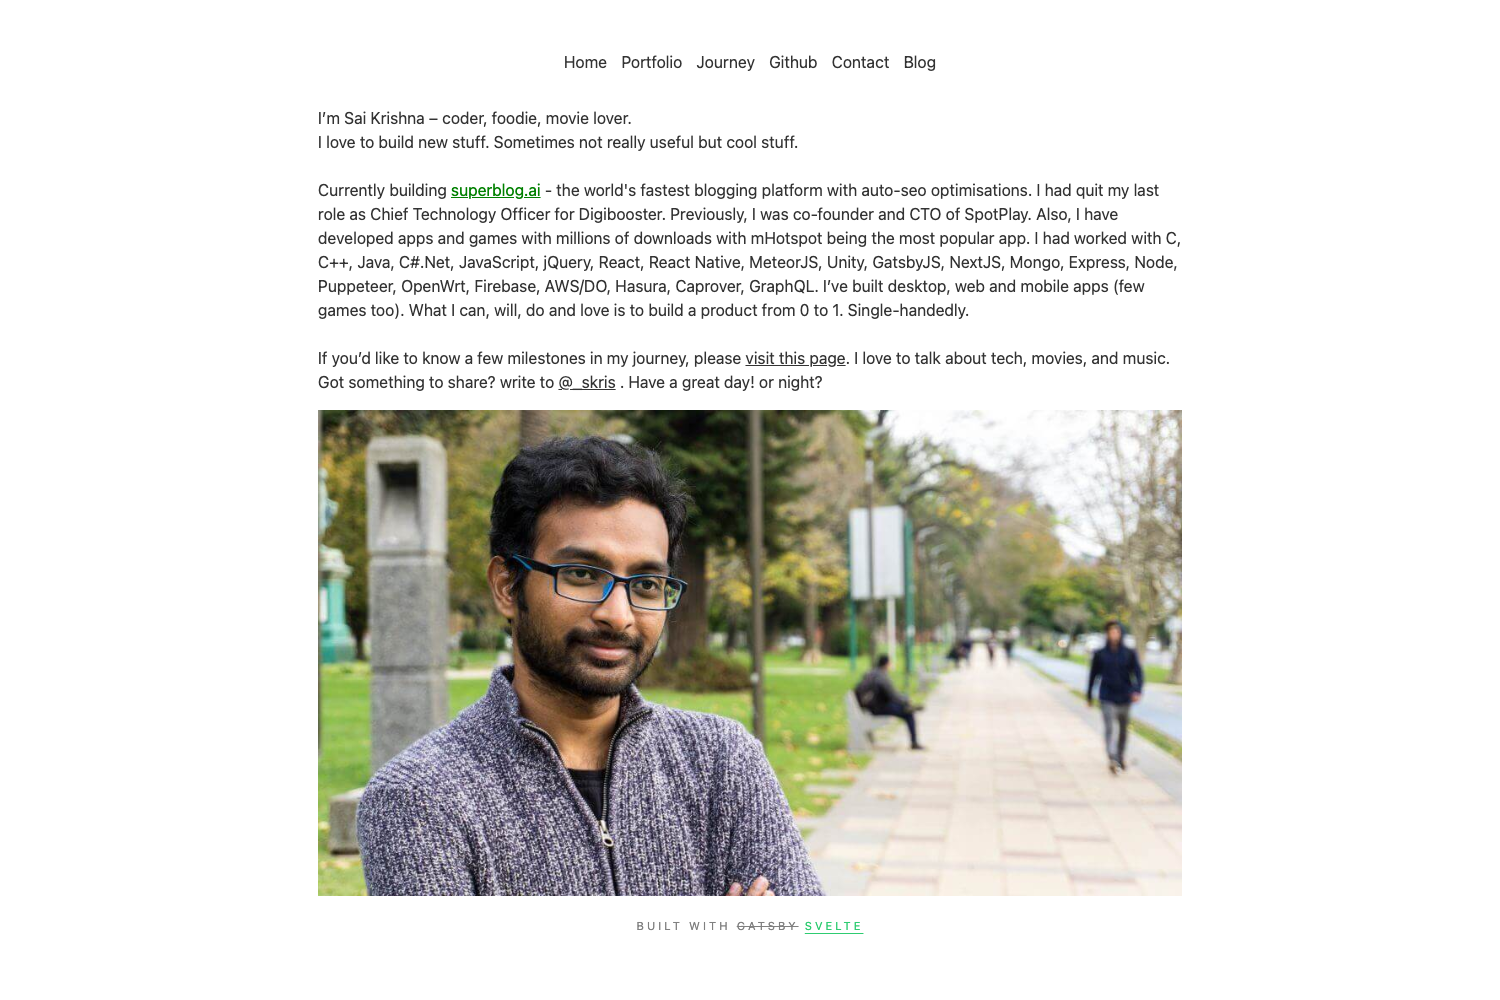 Home Portfolio Journey Github Contact Blog
I’m Sai Krishna – coder, foodie, movie lover.
I love to build new stuff. Sometimes not really useful but cool stuff.
Currently building superblog.ai - the world's fastest blogging platform with auto-seo optimisations. I had quit my last
role as Chief Technology Officer for Digibooster. Previously, I was co-founder and CTO of SpotPlay. Also, I have
developed apps and games with millions of downloads with mHotspot being the most popular app. I had worked with C,
C++, Java, C#.Net, JavaScript, jQuery, React, React Native, MeteorJS, Unity, GatsbyJS, NextJS, Mongo, Express, Node,
Puppeteer, OpenWrt, Firebase, AWS/DO, Hasura, Caprover, GraphQL. I’ve built desktop, web and mobile apps (few
games too). What I can, will, do and love is to build a product from 0 to 1. Single-handedly.
If you’d like to know a few milestones in my journey, please visit this page. I love to talk about tech, movies, and music.
Got something to share? write to @_skris . Have a great day! or night?
BUILT WITH GATSBY SVELTE